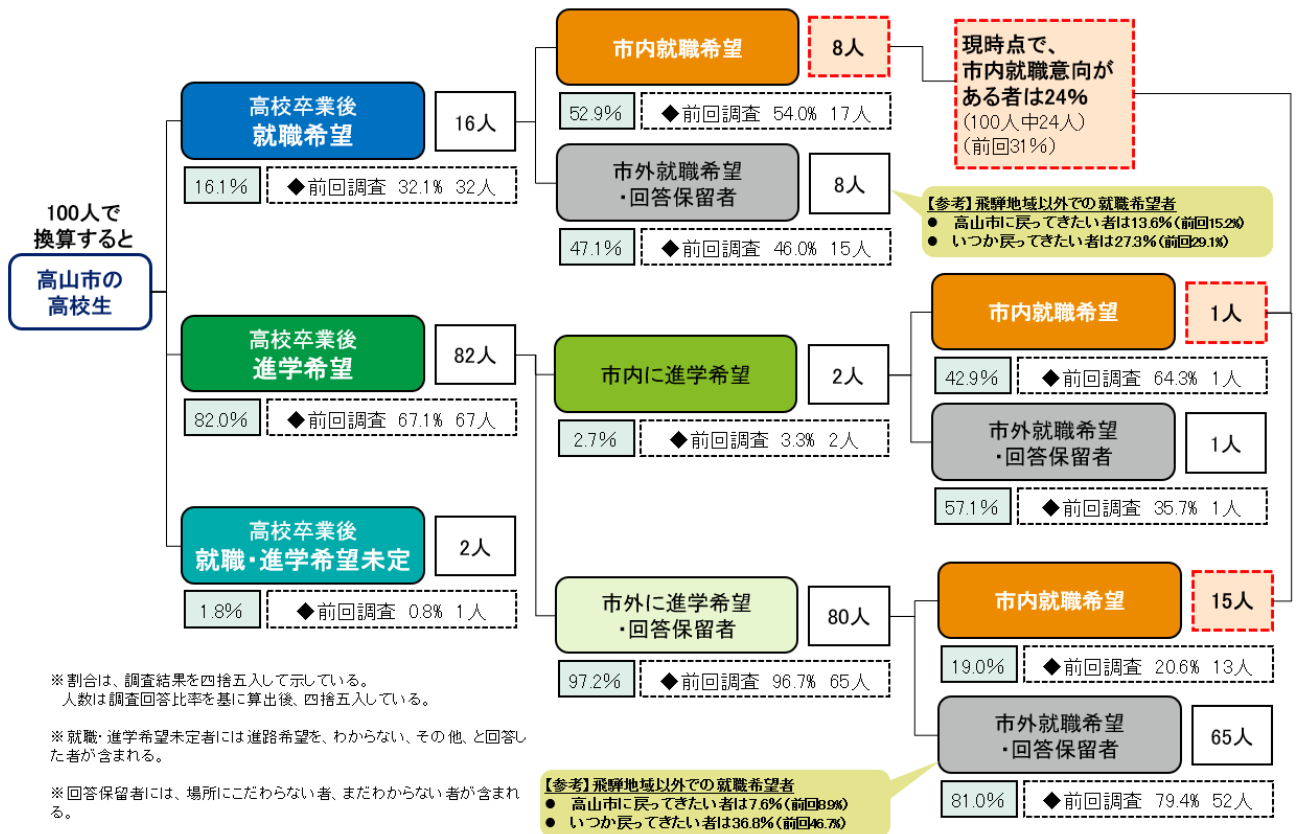 100人で
換算すると
高山市の
高校生
高校卒業後
就職希望
16人
16.1%
◆前回調査 32.1% 32人
市内就職希望
8人
52.9%
◆前回調査 54.0% 17人
市外就職希望
・回答保留者
8人
47.1%
◆前回調査 46.0% 15人
現時点で、
市内就職意向が
ある者は24%
(100人中24人)
(前回31%)
【参考】飛騨地域以外での就職希望者
● 高山市に戻ってきたい者は13.6%(前回15.2%)
● いつか戻ってきたい者は27.3%(前回29.1%)
高校卒業後
進学希望
82人
82.0%
◆前回調査 67.1% 67人
市内に進学希望
2人
2.7%
◆前回調査 3.3% 2人
市内就職希望
1人
42.9%
◆前回調査 64.3% 1人
市外就職希望
・回答保留者
1人
57.1%
◆前回調査 35.7% 1人
高校卒業後
就職・進学希望未定
2人
1.8%
◆前回調査 0.8% 1人
市外に進学希望
・回答保留者
80人
97.2%
◆前回調査 96.7% 65人
市内就職希望
15人
19.0%
◆前回調査 20.6% 13人
市外就職希望
・回答保留者
65人
81.0%
◆前回調査 79.4% 52人
【参考】飛騨地域以外での就職希望者
● 高山市に戻ってきたい者は7.6%(前回8.9%)
● いつか戻ってきたい者は36.8%(前回46.7%)
※割合は、調査結果を四捨五入して示している。
人数は調査回答比率を基に算出後、四捨五入している。
※就職・進学希望未定者には進路希望を、わからない、その他、と回答し
た者が含まれる。
※回答保留者には、場所にこだわらない者、まだわからない者が含まれ
る。